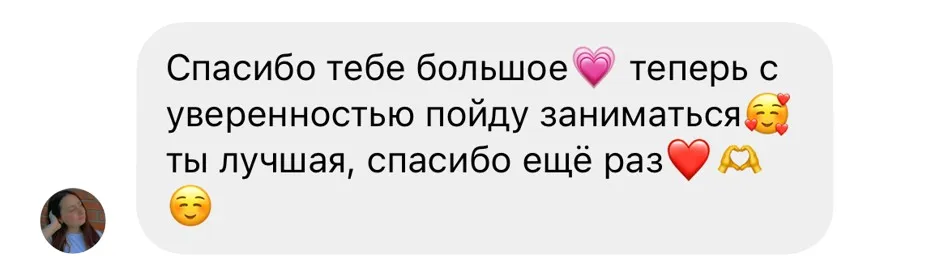 Спасибо тебе большое💗 теперь с
уверенностью пойду заниматься🥰
ты лучшая, спасибо ещё раз❤️🫶
☺️